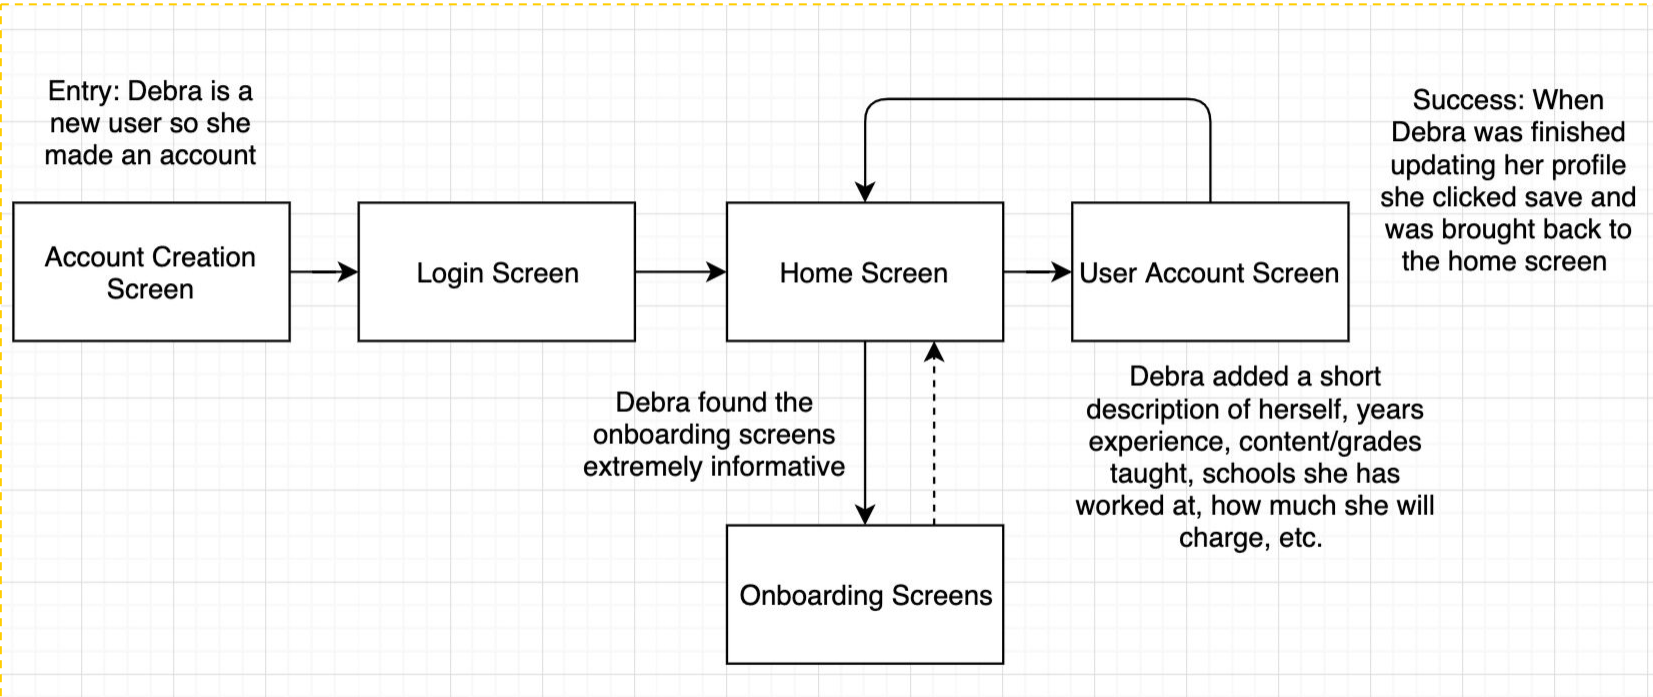 Entry: Debra is a
new user so she
made an account
Success: When
Debra was finished
updating her profile
she clicked save and
was brought back to
the home screen
Account Creation
Screen
Login Screen
Home Screen
User Account Screen
Debra found the
onboarding screens
extremely informative
Debra added a short
description of herself, years
experience, content/grades
taught, schools she has
worked at, how much she will
charge, etc.
Onboarding Screens